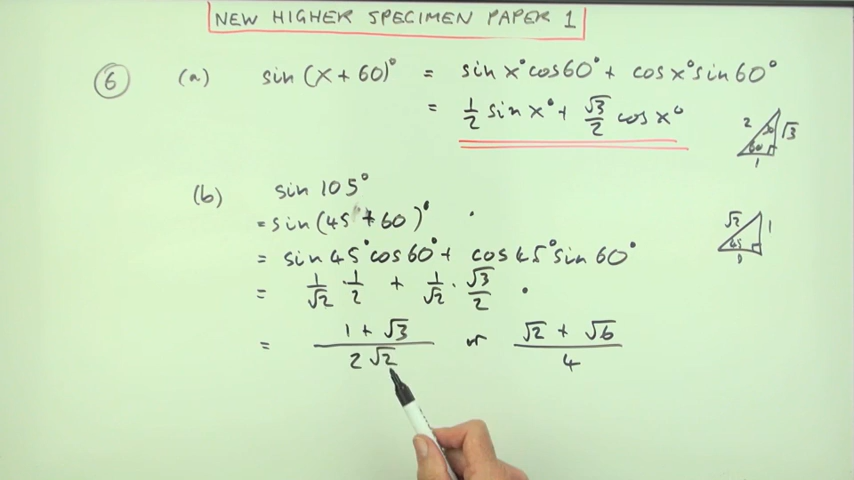 NEW HIGHER SPECIMEN PAPER 1
6 (a) sin (x + 60)° = sin x° cos 60° + cos x° sin 60°
= 1/2 sin x° + √3/2 cos x°
2 30 √3
60
1
(b) sin 105°
= sin (45 + 60)°
√2 1
45
= sin 45° cos 60° + cos 45° sin 60°
= 1/√2 · 1/2 + 1/√2 · √3/2
= 1 + √3 / 2√2 or √2 + √6 / 4